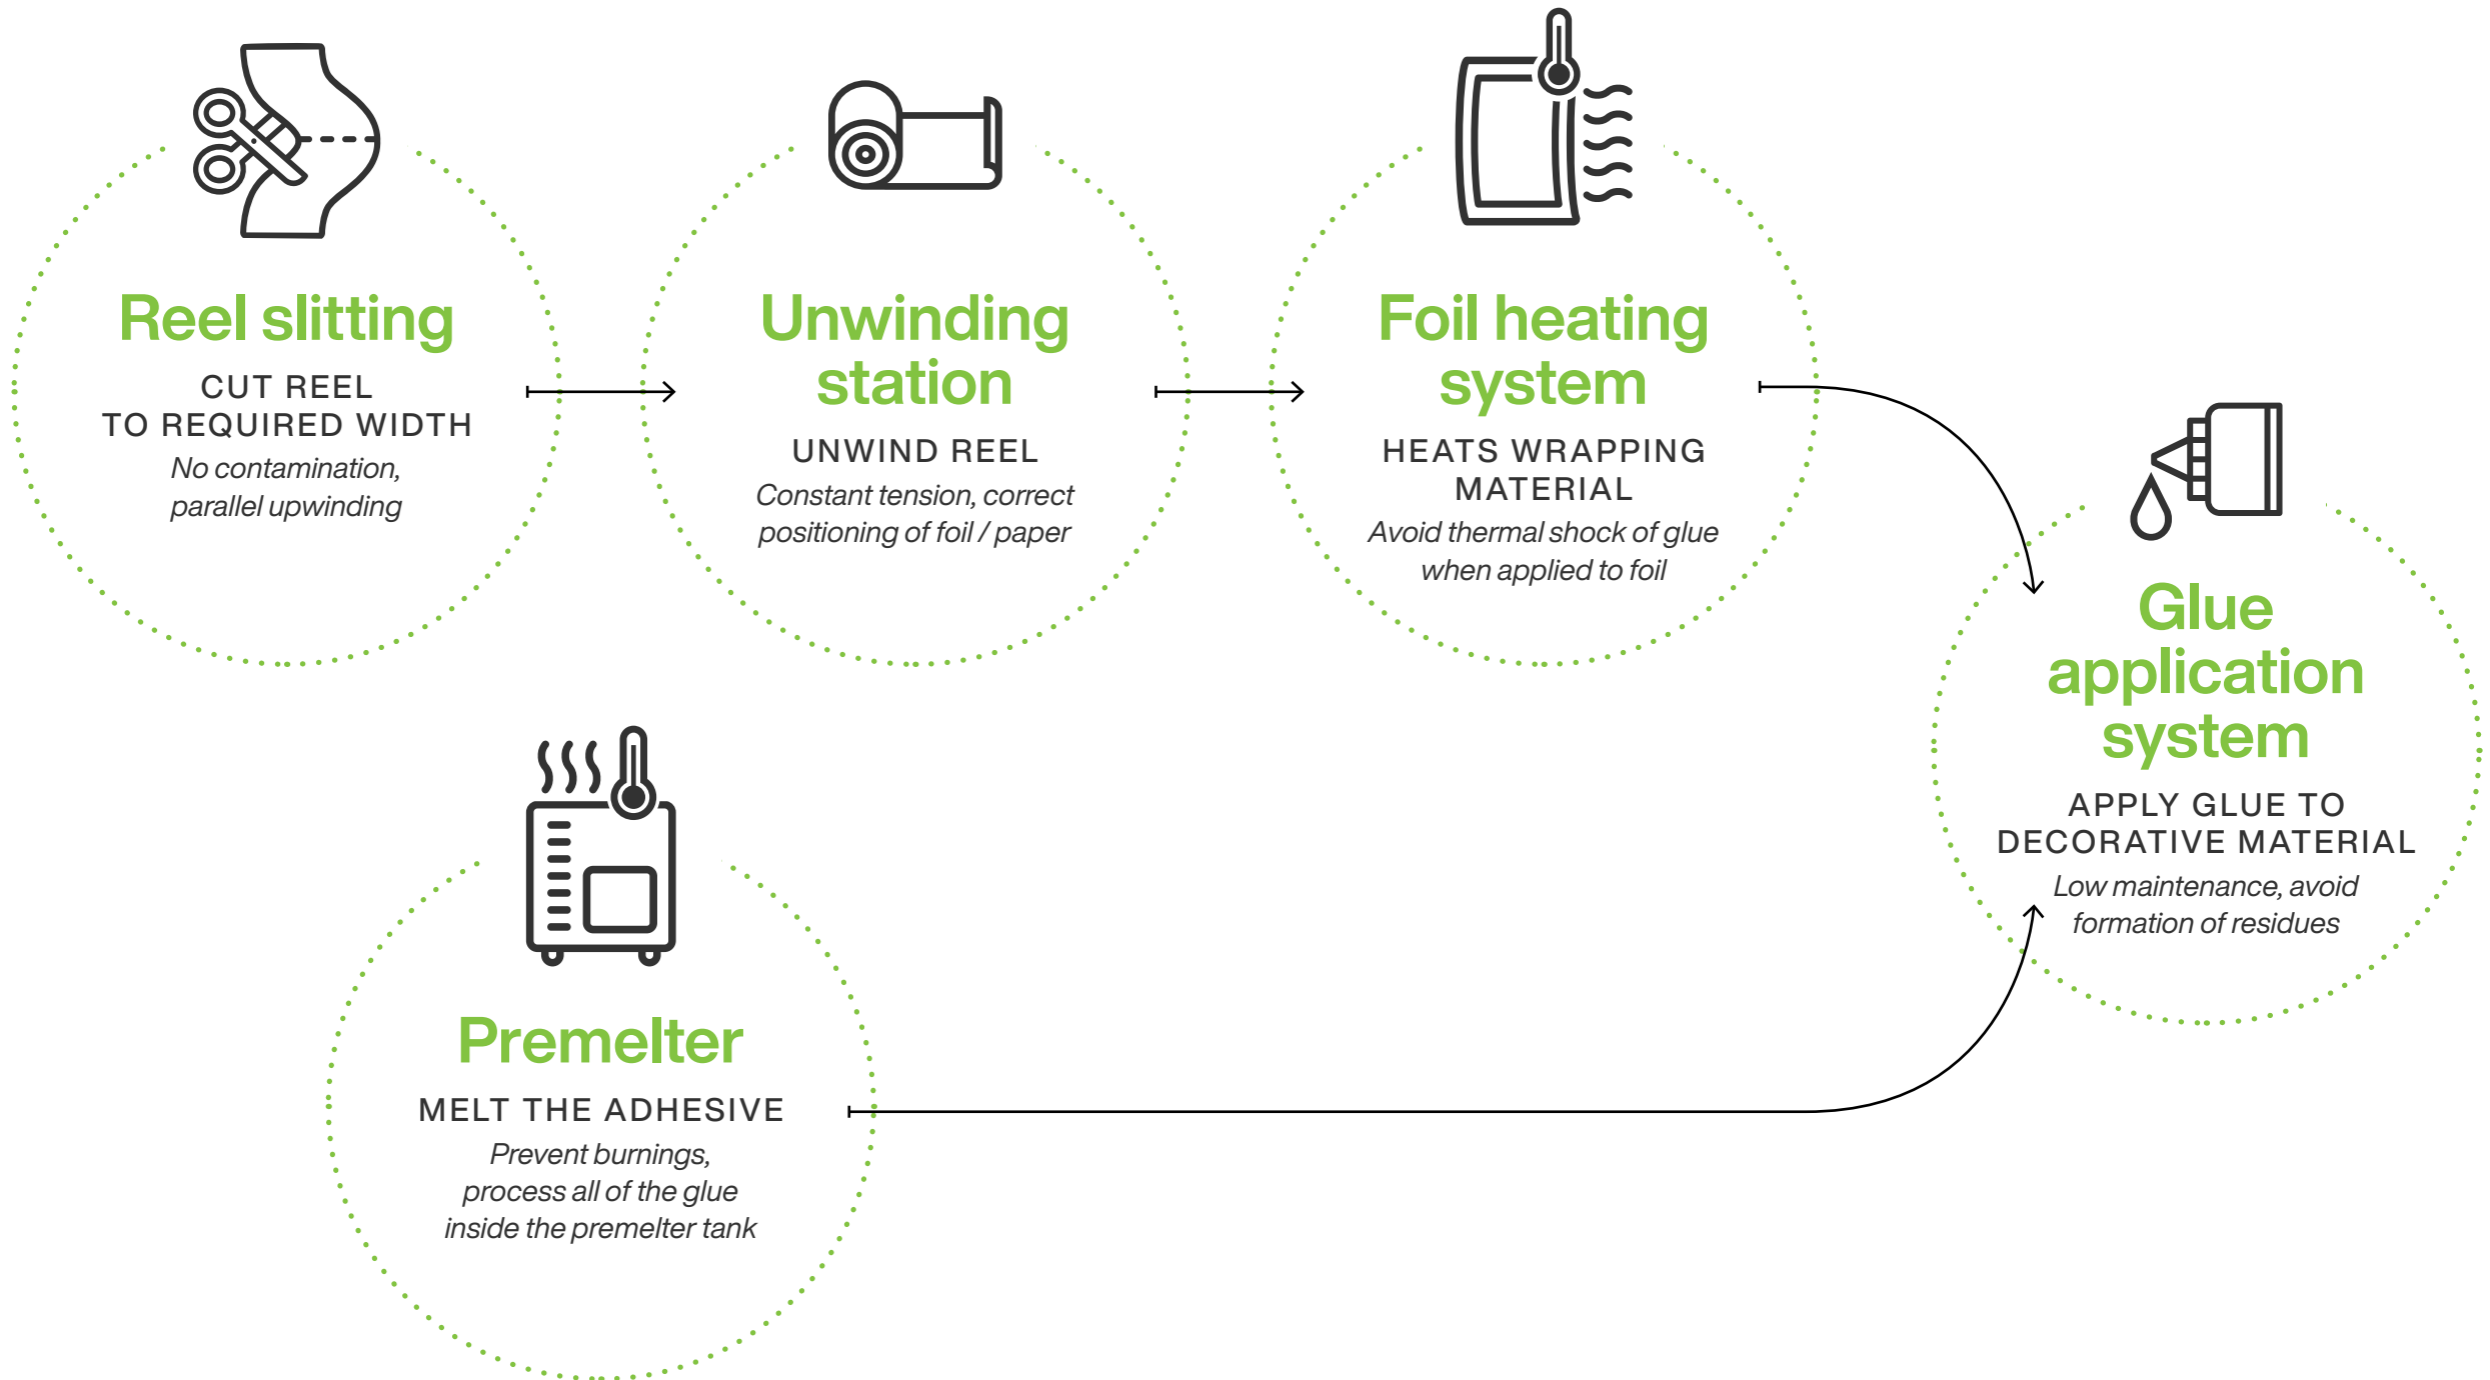 Reel slitting
CUT REEL
TO REQUIRED WIDTH
No contamination,
parallel upwinding
Unwinding
station
UNWIND REEL
Constant tension, correct
positioning of foil / paper
Foil heating
system
HEATS WRAPPING
MATERIAL
Avoid thermal shock of glue
when applied to foil
Glue
application
system
APPLY GLUE TO
DECORATIVE MATERIAL
Low maintenance, avoid
formation of residues
Premelter
MELT THE ADHESIVE
Prevent burnings,
process all of the glue
inside the premelter tank